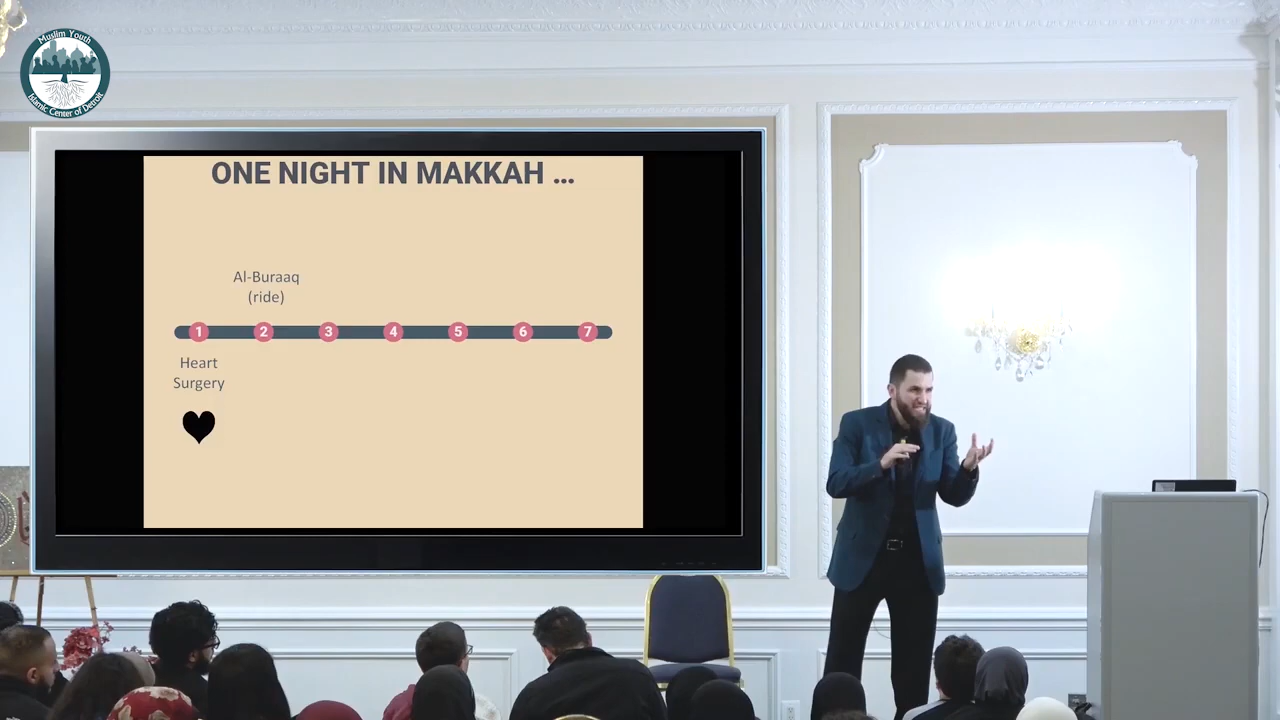 Muslim Youth
Islamic Center of Detroit
ONE NIGHT IN MAKKAH ...
Al-Buraaq
(ride)
1 2 3 4 5 6 7
Heart
Surgery